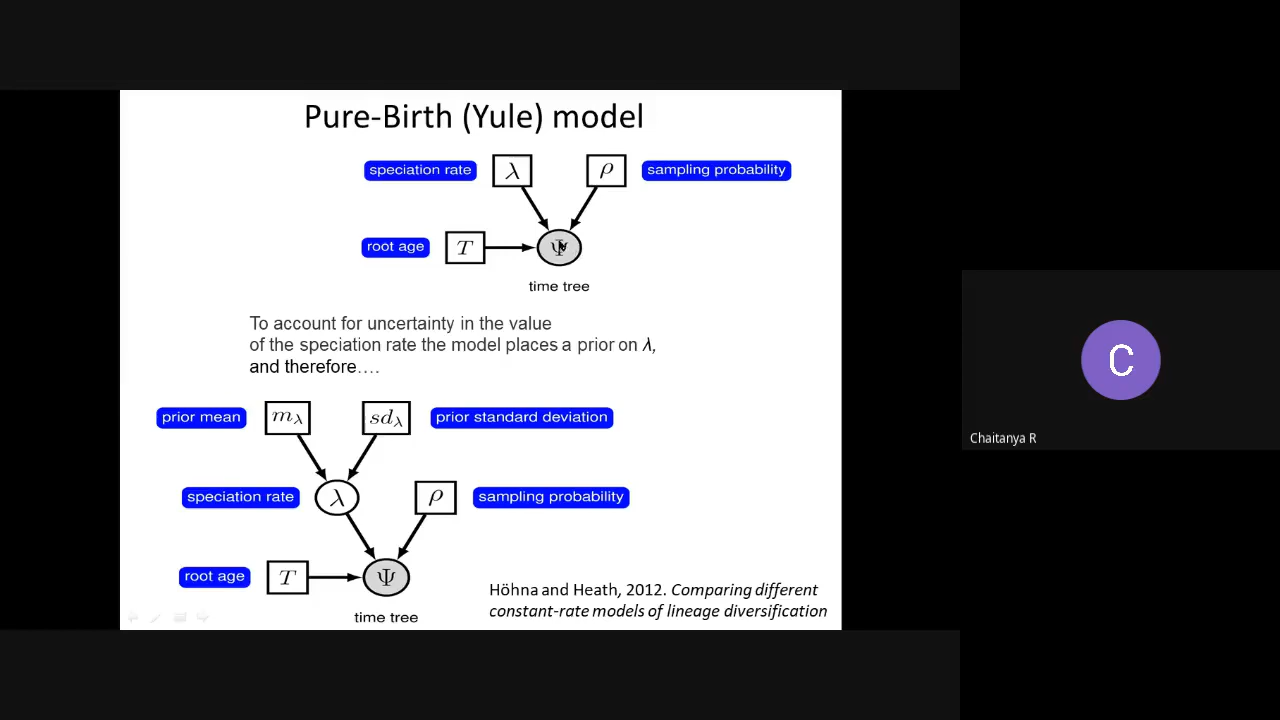 Pure-Birth (Yule) model
speciation rate λ ρ sampling probability
root age T Ψ
time tree
To account for uncertainty in the value
of the speciation rate the model places a prior on λ,
and therefore….
prior mean m_λ sd_λ prior standard deviation
speciation rate λ ρ sampling probability
root age T Ψ
time tree
Höhna and Heath, 2012. Comparing different
constant-rate models of lineage diversification
C
Chaitanya R